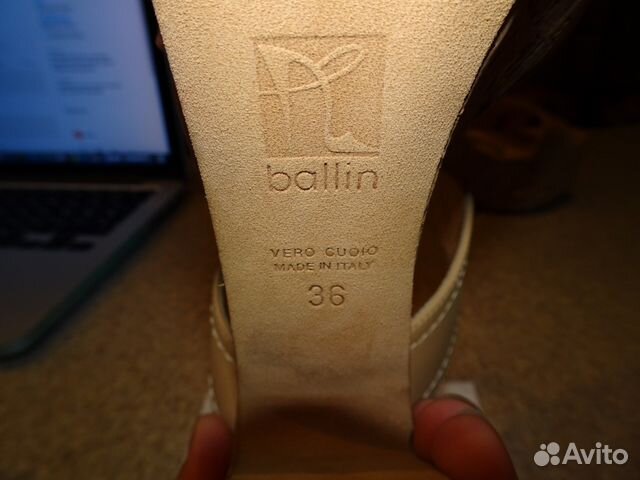 ballin
VERO CUOIO
MADE IN ITALY
36
Avito